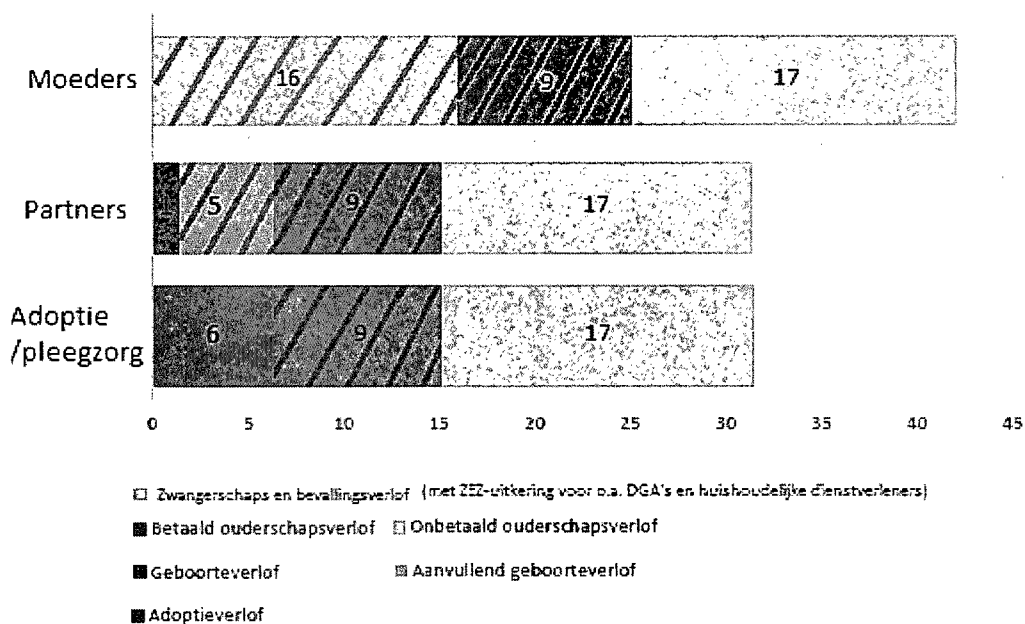 Moeders 16 9 17
Partners 5 9 17
Adoptie
/pleegzorg 6 9 17
0 5 10 15 20 25 30 35 40 45
Zwangerschaps en bevallingsverlof (met ZEZ-uitkering voor o.a. DGA's en huishoudelijke dienstverleners)
Betaald ouderschapsverlof Onbetaald ouderschapsverlof
Geboorteverlof Aanvullend geboorteverlof
Adoptieverlof